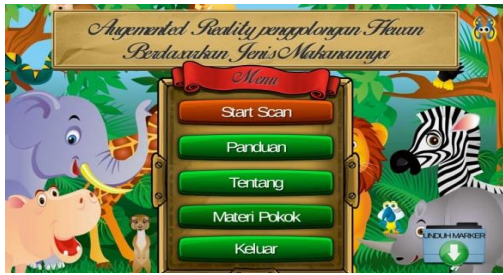 Augmented Reality penggolongan Hewan
Berdasarkan Jenis Makanannya
Menu
Start Scan
Panduan
Tentang
Materi Pokok
Keluar
UNDUH MARKER